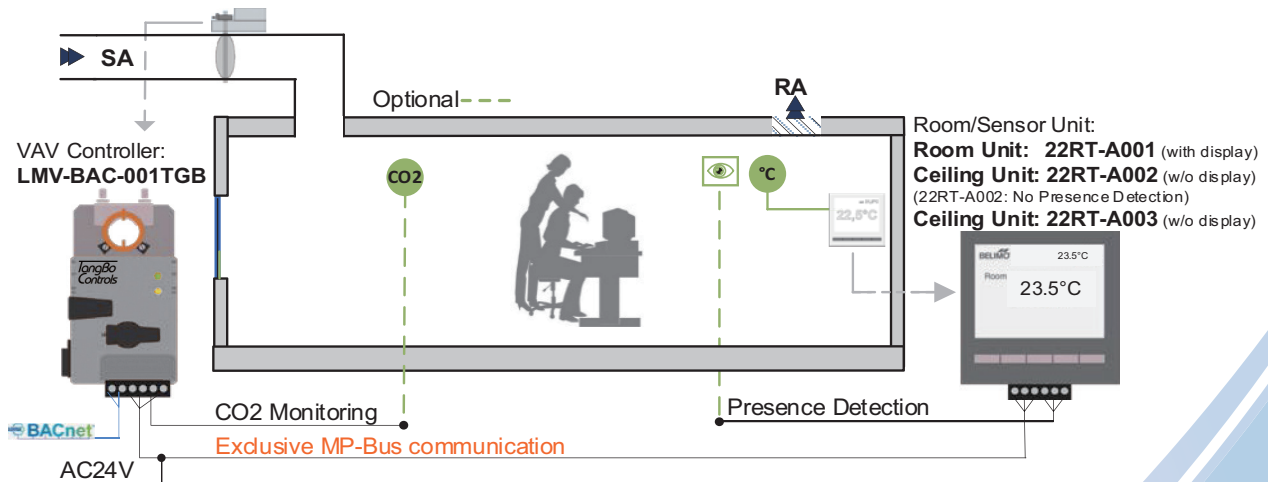 SA
Optional
RA
VAV Controller:
LMV-BAC-001TGB
Room/Sensor Unit:
Room Unit: 22RT-A001 (with display)
Ceiling Unit: 22RT-A002 (w/o display)
(22RT-A002: No Presence Detection)
Ceiling Unit: 22RT-A003 (w/o display)
CO2
°C
22,5°C
TangBo
Controls
BELIMO
23.5°C
Room
23.5°C
CO2 Monitoring
Presence Detection
BACnet
Exclusive MP-Bus communication
AC24V